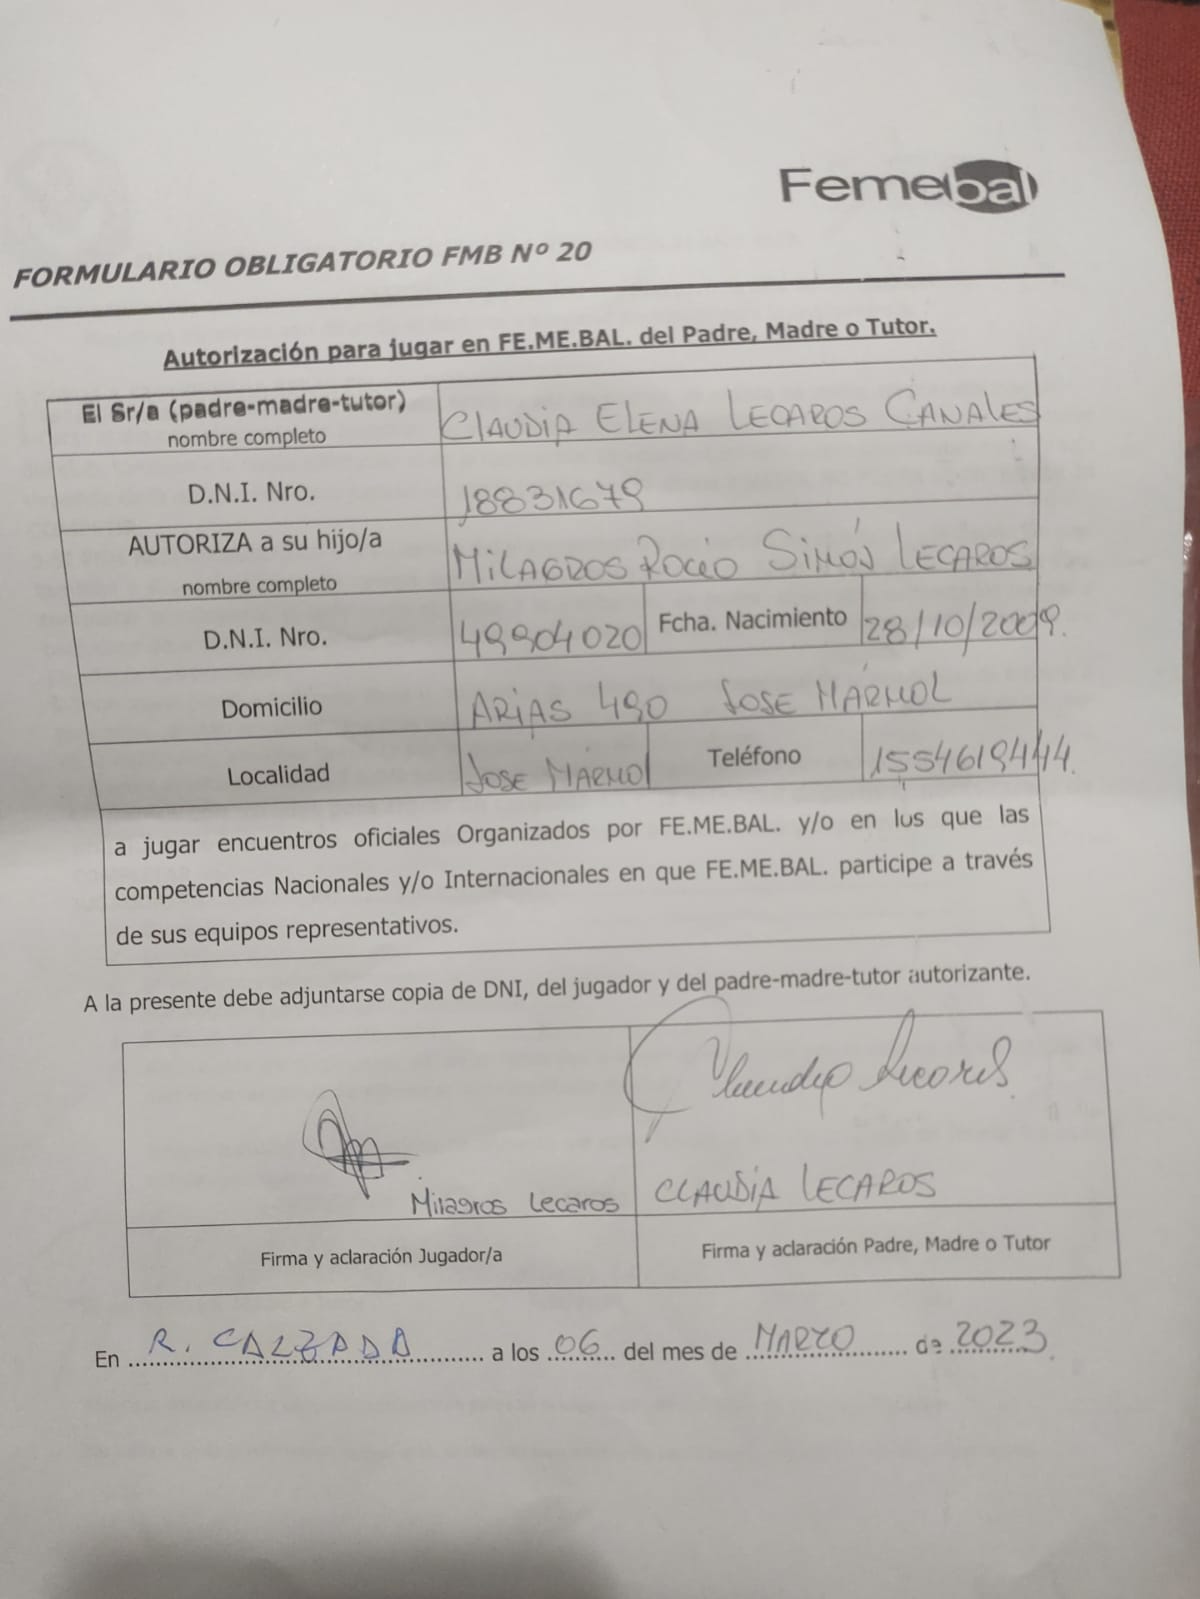 Femebal
FORMULARIO OBLIGATORIO FMB Nº 20
Autorización para jugar en FE.ME.BAL. del Padre, Madre o Tutor.
El Sr/a (padre-madre-tutor) nombre completo CLAUDIA ELENA LECAROS CANALES
D.N.I. Nro. 18831679
AUTORIZA a su hijo/a nombre completo MILAGROS ROCIO SIMÓN LECAROS
D.N.I. Nro. 49904020 Fcha. Nacimiento 28/10/2009.
Domicilio ARIAS 490 JOSE MARMOL
Localidad JOSE MARMOL Teléfono 1554619444.
a jugar encuentros oficiales Organizados por FE.ME.BAL. y/o en los que las
competencias Nacionales y/o Internacionales en que FE.ME.BAL. participe a través
de sus equipos representativos.
A la presente debe adjuntarse copia de DNI, del jugador y del padre-madre-tutor autorizante.
Claudia Lecaros
Milagros Lecaros CLAUDIA LECAROS
Firma y aclaración Jugador/a Firma y aclaración Padre, Madre o Tutor
En R. CALZADA a los 06 del mes de MARZO de 2023